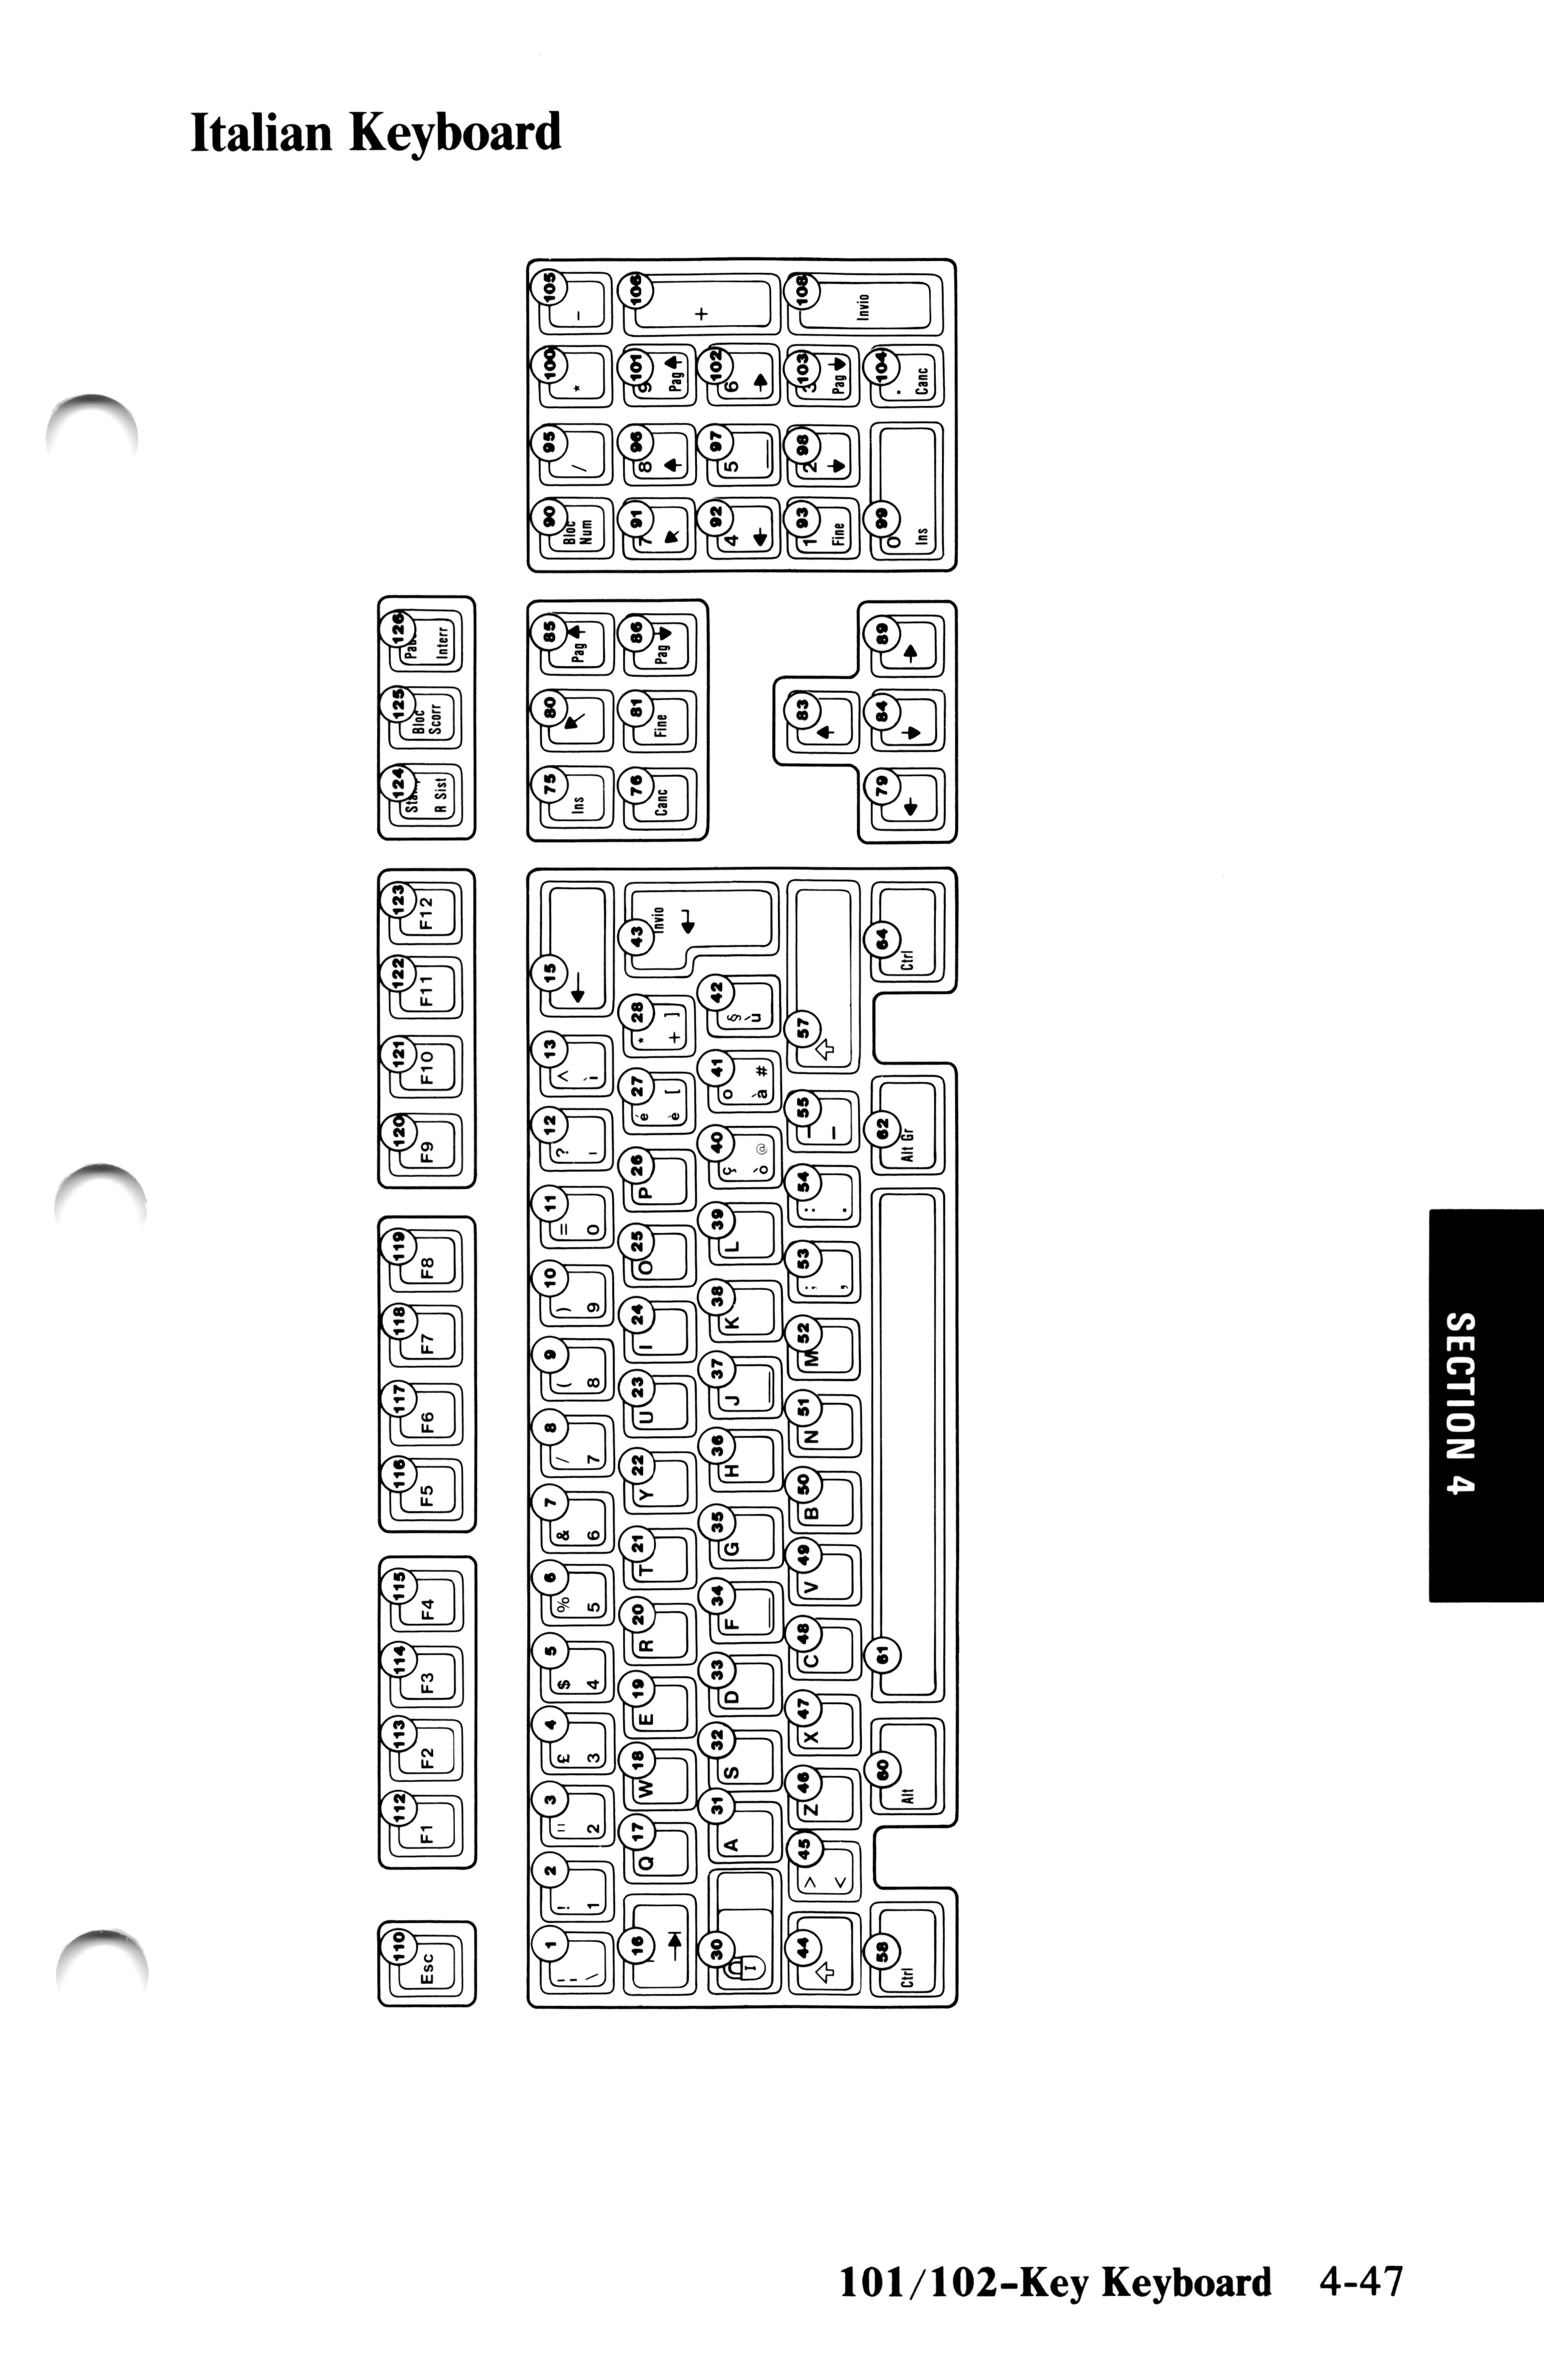 Italian Keyboard
110 Esc
112 F1
113 F2
114 F3
115 F4
116 F5
117 F6
118 F7
119 F8
120 F9
121 F10
122 F11
123 F12
124 R Sist
125 Bloc Scorr
126 Interr
1 ¦ \
2 ! 1
3 " 2
4 £ 3
5 $ 4
6 % 5
7 & 6
8 / 7
9 ( 8
10 ) 9
11 = 0
12 ? '
13 ^ ì
15 ←
75 Ins
80 ↖
85 Pag ↑
90 Bloc Num
95 /
100 *
105 -
16 ⇥
17 Q
18 W
19 E
20 R
21 T
22 Y
23 U
24 I
25 O
26 P
27 é è [
28 * + ]
43 Invio ↵
76 Canc
81 Fine
86 Pag ↓
91 7 ↖
96 8 ↑
101 9 Pag ↑
106 +
30
31 A
32 S
33 D
34 F
35 G
36 H
37 J
38 K
39 L
40 ç ò @
41 ° à #
42 § ù
92 4 ←
97 5
102 6 →
44 ⇧
45 > <
46 Z
47 X
48 C
49 V
50 B
51 N
52 M
53 ; ,
54 : .
55 _ -
57 ⇧
83 ↑
93 1 Fine
98 2 ↓
103 3 Pag ↓
108 Invio
58 Ctrl
60 Alt
61
62 Alt Gr
64 Ctrl
79 ←
84 ↓
89 →
99 0 Ins
104 . Canc
SECTION 4
101/102-Key Keyboard 4-47